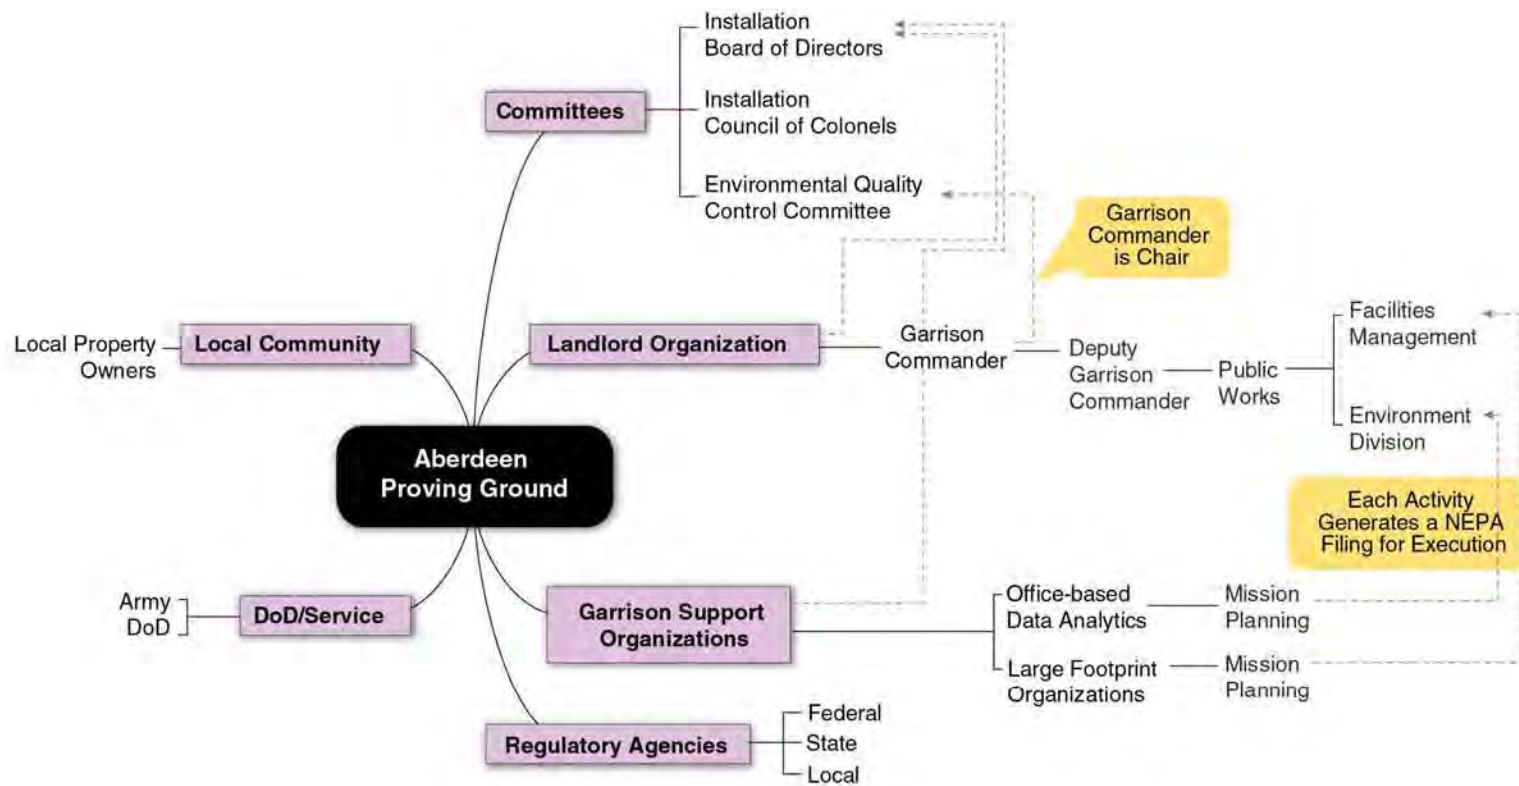 Installation
Board of Directors
Committees
Installation
Council of Colonels
Environmental Quality
Control Committee
Garrison
Commander
is Chair
Local Property
Owners
Local Community
Landlord Organization
Garrison
Commander
Deputy
Garrison
Commander
Public
Works
Facilities
Management
Environment
Division
Aberdeen
Proving Ground
Each Activity
Generates a NEPA
Filing for Execution
Army
DoD
DoD/Service
Garrison Support
Organizations
Office-based
Data Analytics
Mission
Planning
Large Footprint
Organizations
Mission
Planning
Regulatory Agencies
Federal
State
Local